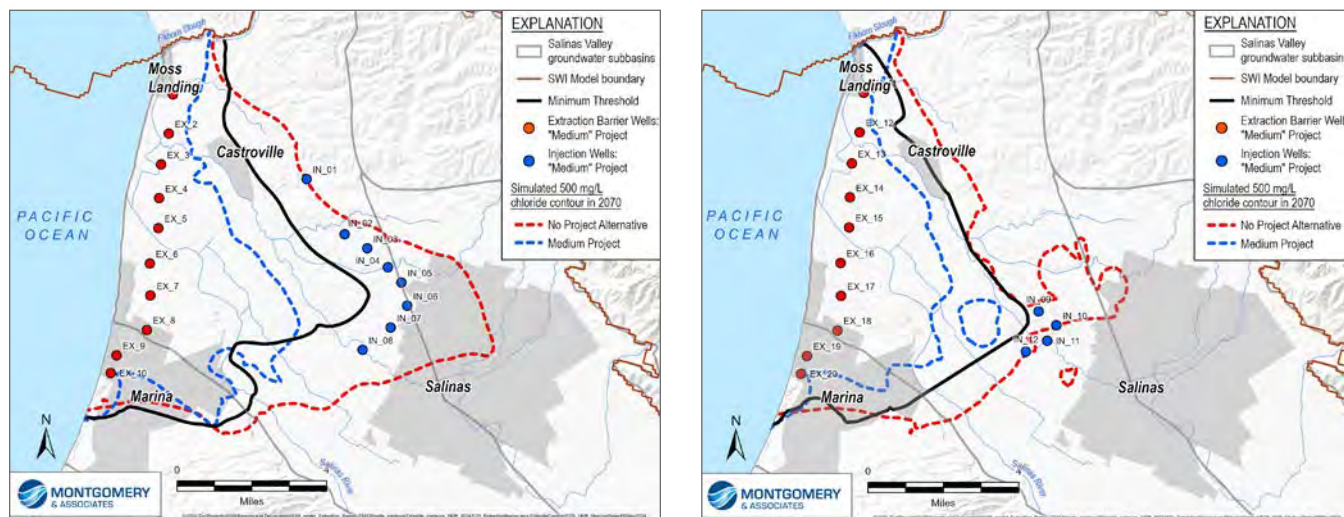 EXPLANATION
Salinas Valley
groundwater subbasins
SWI Model boundary
Minimum Threshold
Extraction Barrier Wells:
"Medium" Project
Injection Wells:
"Medium" Project
Simulated 500 mg/L
chloride contour in 2070
No Project Alternative
Medium Project
Elkhorn Slough
Moss
Landing
EX_2
EX_3
Castroville
IN_01
EX_4
PACIFIC
OCEAN
EX_5
IN_02
IN_03
EX_6
IN_04
IN_05
EX_7
IN_06
IN_07
EX_8
IN_08
EX_9
EX_10
Marina
Salinas
N
Salinas River
0
4
Miles
MONTGOMERY
& ASSOCIATES
EXPLANATION
Salinas Valley
groundwater subbasins
SWI Model boundary
Minimum Threshold
Extraction Barrier Well
"Medium" Project
Injection Wells:
"Medium" Project
Simulated 500 mg/L
chloride contour in 2070
No Project Alternative
Medium Project
Elkhorn Slough
Moss
Landing
EX_12
Castroville
EX_13
EX_14
PACIFIC
OCEAN
EX_15
EX_16
EX_17
IN_09
EX_18
IN_10
IN_12
IN_11
EX_19
EX_20
Marina
Salinas
N
Salinas River
0
4
Miles
MONTGOMERY
& ASSOCIATES